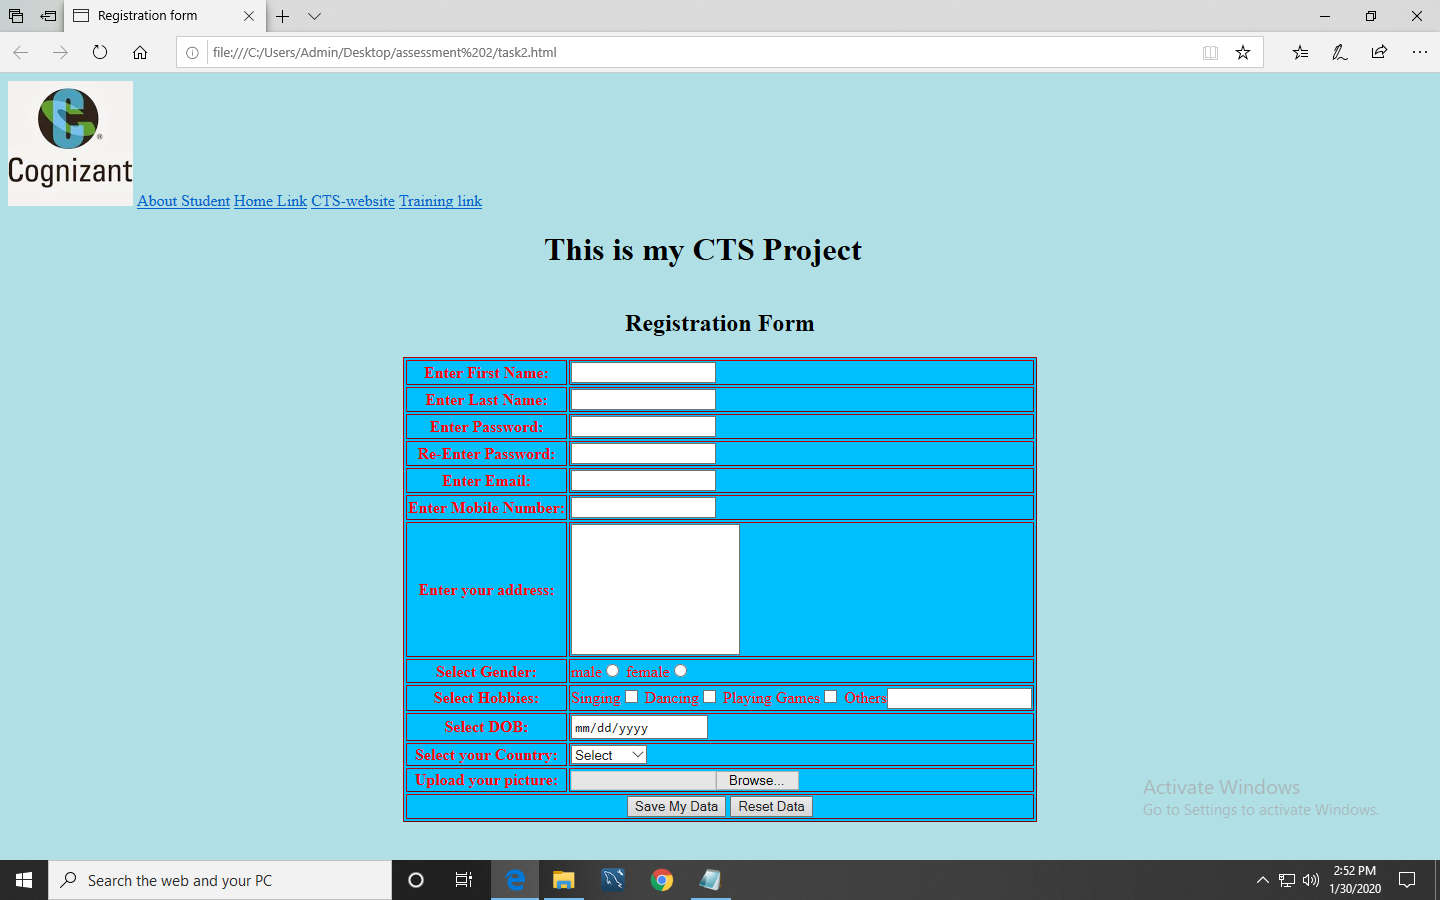 Registration form
file:///C:/Users/Admin/Desktop/assessment%202/task2.html
Cognizant
About Student Home Link CTS-website Training link
This is my CTS Project
Registration Form
Enter First Name:
Enter Last Name:
Enter Password:
Re-Enter Password:
Enter Email:
Enter Mobile Number:
Enter your address:
Select Gender: male female
Select Hobbies: Singing Dancing Playing Games Others
Select DOB: mm/dd/yyyy
Select your Country: Select
Upload your picture: Browse...
Save My Data Reset Data
Activate Windows
Go to Settings to activate Windows.
Search the web and your PC
2:52 PM
1/30/2020